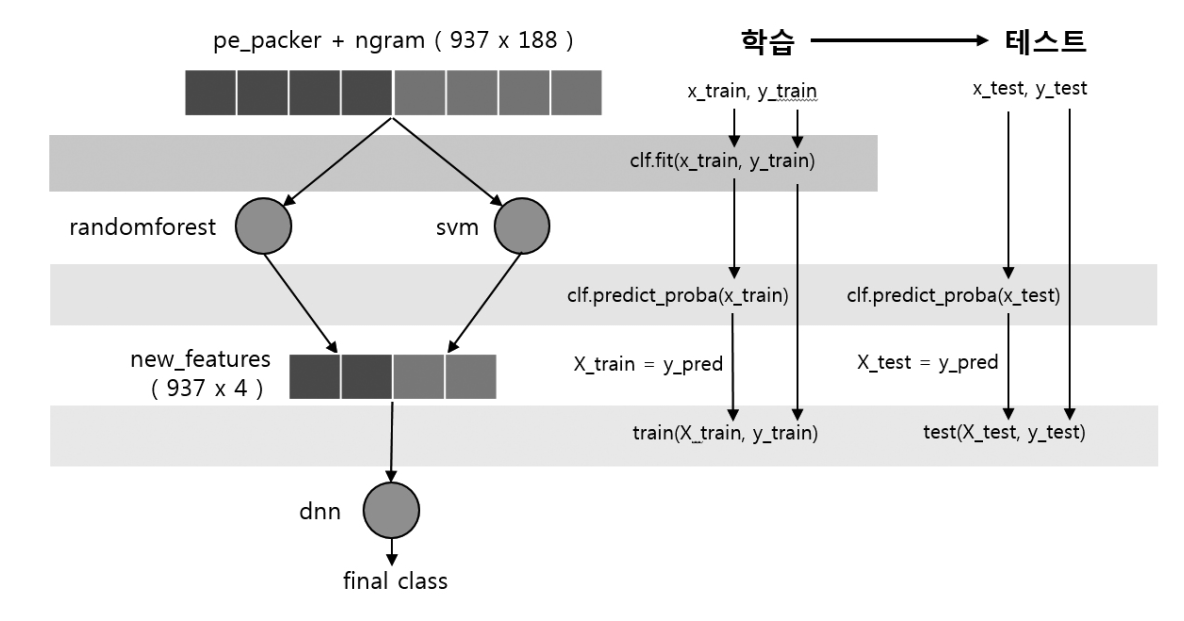 pe_packer + ngram ( 937 x 188 )
학습
테스트
x_train, y_train
x_test, y_test
clf.fit(x_train, y_train)
randomforest
svm
clf.predict_proba(x_train)
clf.predict_proba(x_test)
new_features
( 937 x 4 )
X_train = y_pred
X_test = y_pred
train(X_train, y_train)
test(X_test, y_test)
dnn
final class